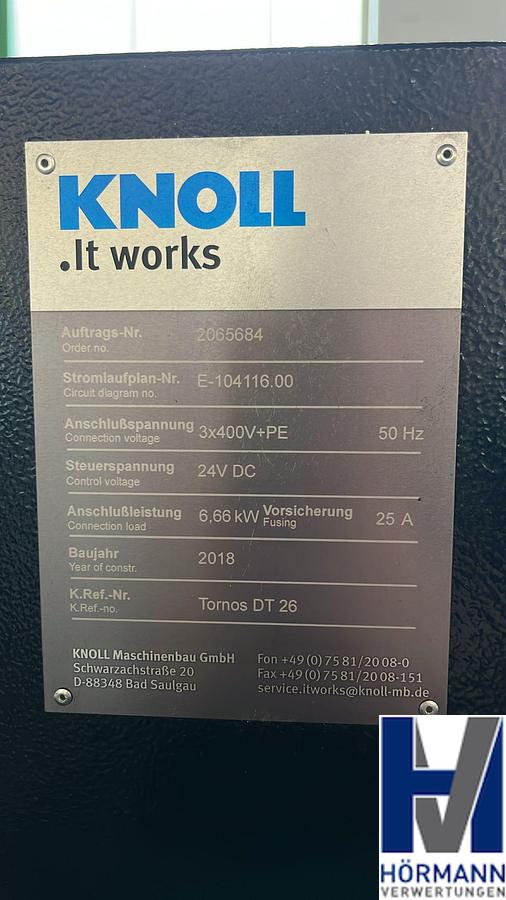 KNOLL
.It works
Auftrags-Nr. 2065684
Order no.
Stromlaufplan-Nr. E-104116.00
Circuit diagram no.
Anschlußspannung 3x400V+PE 50 Hz
Connection voltage
Steuerspannung 24V DC
Control voltage
Anschlußleistung 6,66 kW Vorsicherung 25 A
Connection load Fusing
Baujahr 2018
Year of constr.
K.Ref.-Nr. Tornos DT 26
K.Ref.-no.
KNOLL Maschinenbau GmbH Fon +49 (0) 75 81/20 08-0
Schwarzachstraße 20 Fax +49 (0) 75 81/20 08-151
D-88348 Bad Saulgau service.itworks@knoll-mb.de
HÖRMANN
VERWERTUNGEN